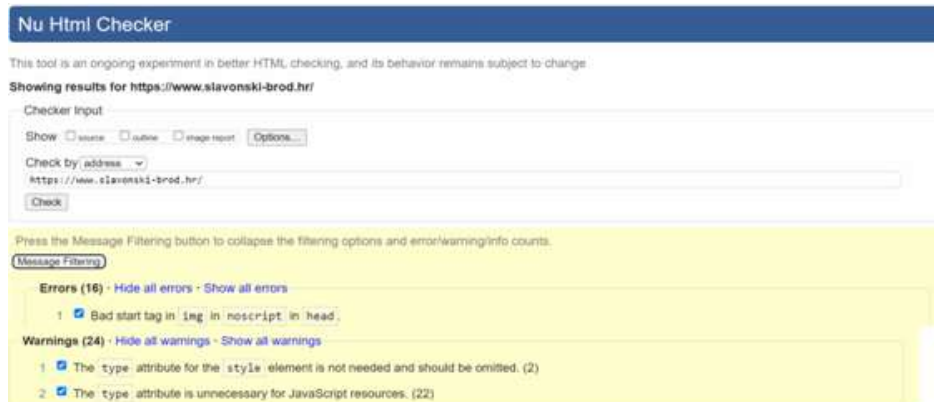 Nu Html Checker
This tool is an ongoing experiment in better HTML checking, and its behavior remains subject to change
Showing results for https://www.slavonski-brod.hr/
Checker Input
Show source outline image report Options...
Check by address
https://www.slavonski-brod.hr/
Check
Press the Message Filtering button to collapse the filtering options and error/warning/info counts.
Message Filtering
Errors (16) · Hide all errors · Show all errors
1 Bad start tag in img in noscript in head.
Warnings (24) · Hide all warnings · Show all warnings
1 The type attribute for the style element is not needed and should be omitted. (2)
2 The type attribute is unnecessary for JavaScript resources. (22)